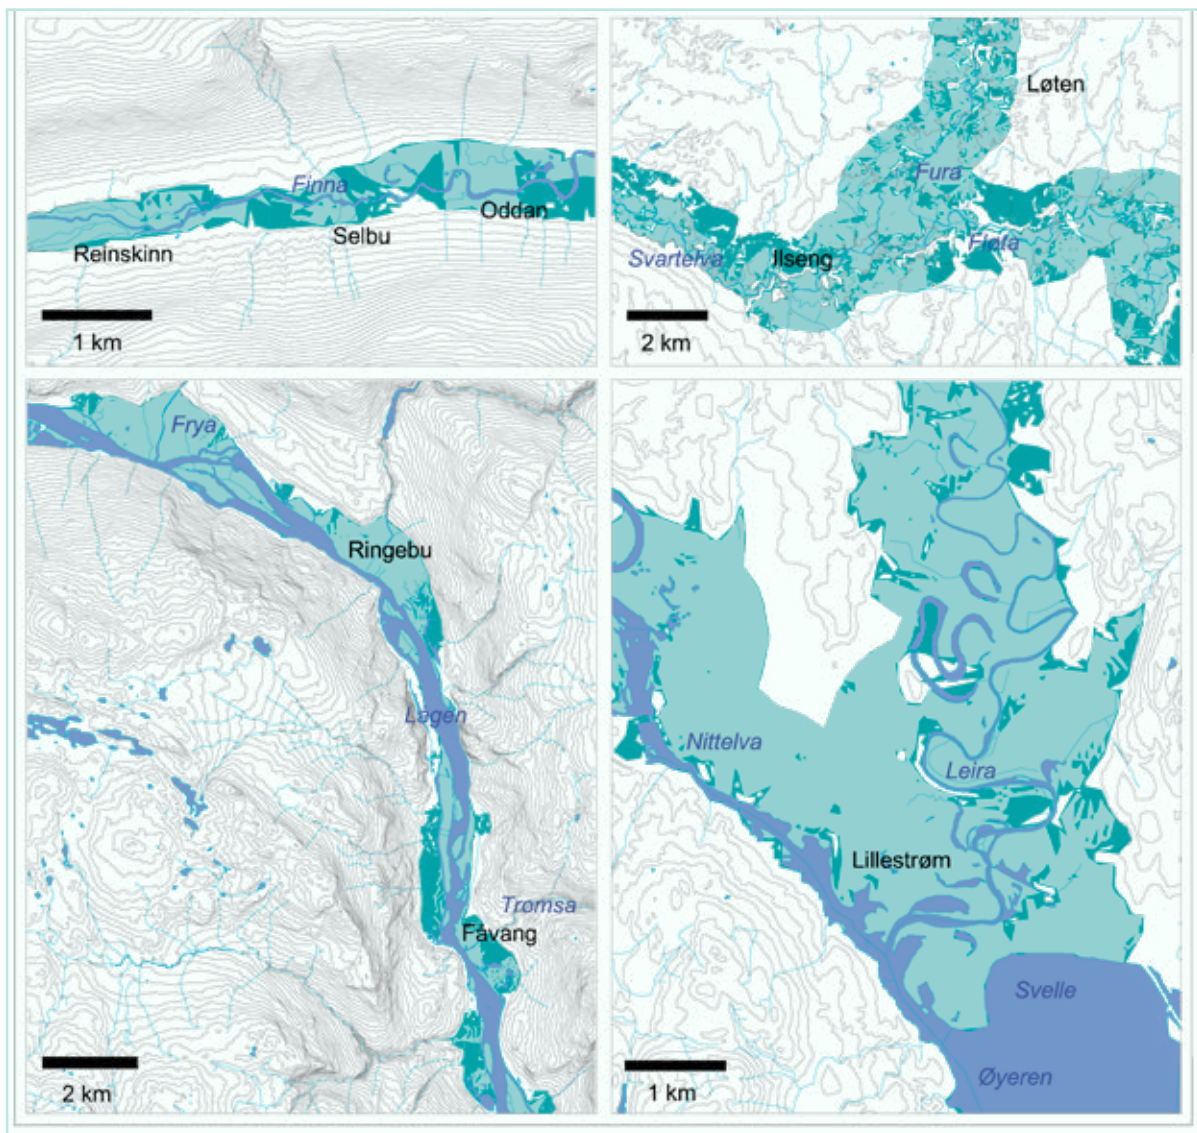 Finna
Oddan
Selbu
Reinskinn
1 km
Løten
Fura
Fløta
Svartelva
Ilseng
2 km
Frya
Ringebu
Lågen
Tromsa
Fåvang
2 km
Nittelva
Leira
Lillestrøm
Svelle
Øyeren
1 km